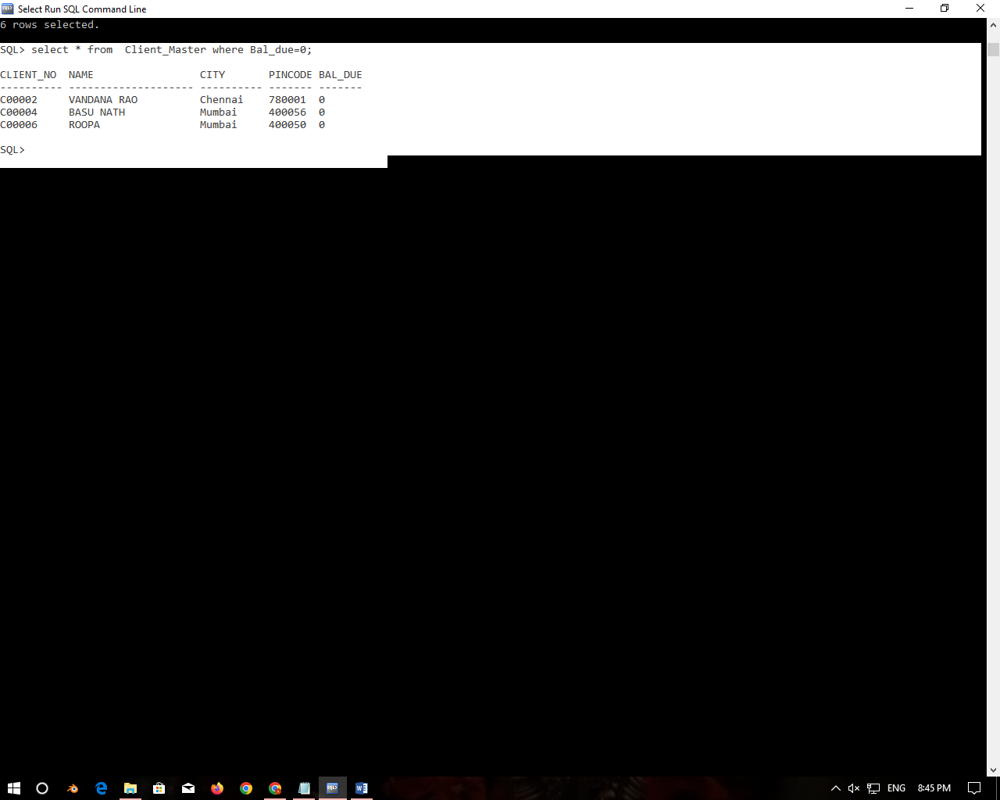 Select Run SQL Command Line
6 rows selected.
SQL> select * from  Client_Master where Bal_due=0;
CLIENT_NO  NAME                 CITY       PINCODE BAL_DUE
---------- -------------------- ---------- ------- -------
C00002     VANDANA RAO          Chennai    780001  0
C00004     BASU NATH            Mumbai     400056  0
C00006     ROOPA                Mumbai     400050  0
SQL>
ENG 8:45 PM